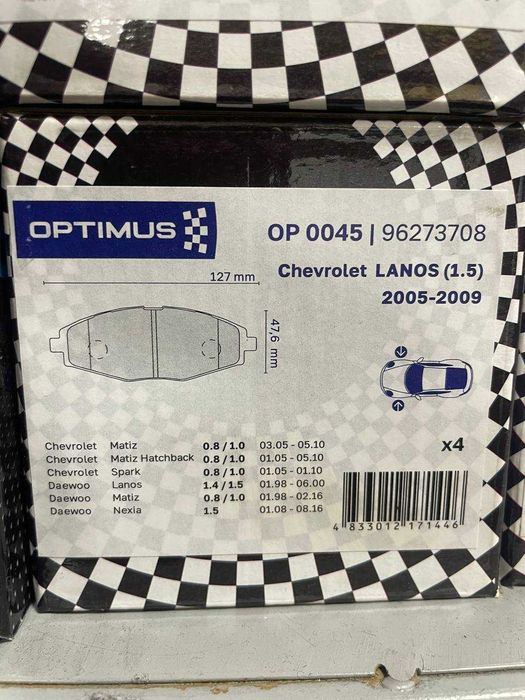 OPTIMUS
OP 0045 | 96273708
Chevrolet LANOS (1.5)
2005-2009
127 mm
47,6 mm
Chevrolet Matiz 0.8 / 1.0 03.05 - 05.10
Chevrolet Matiz Hatchback 0.8 / 1.0 01.05 - 05.10
Chevrolet Spark 0.8 / 1.0 01.05 - 01.10
Daewoo Lanos 1.4 / 1.5 01.98 - 06.00
Daewoo Matiz 0.8 / 1.0 01.98 - 02.16
Daewoo Nexia 1.5 01.08 - 08.16
x4
4 833012 171446